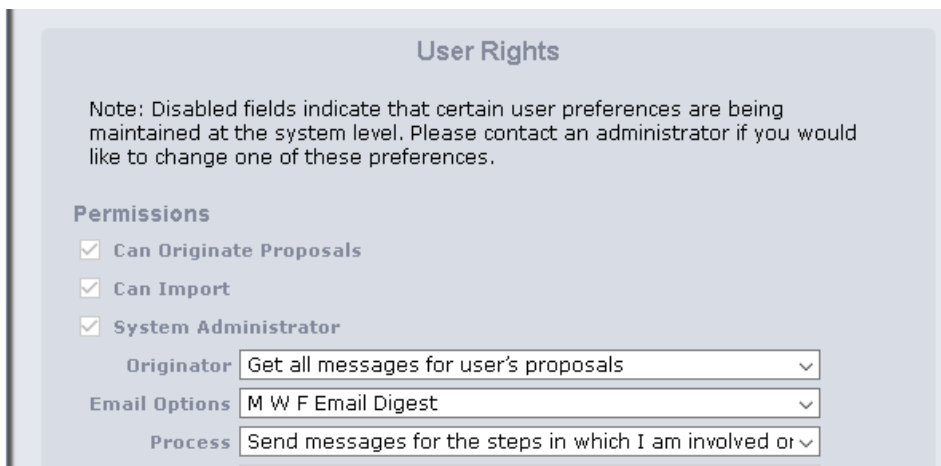 User Rights
Note: Disabled fields indicate that certain user preferences are being
maintained at the system level. Please contact an administrator if you would
like to change one of these preferences.
Permissions
Can Originate Proposals
Can Import
System Administrator
Originator Get all messages for user's proposals
Email Options M W F Email Digest
Process Send messages for the steps in which I am involved